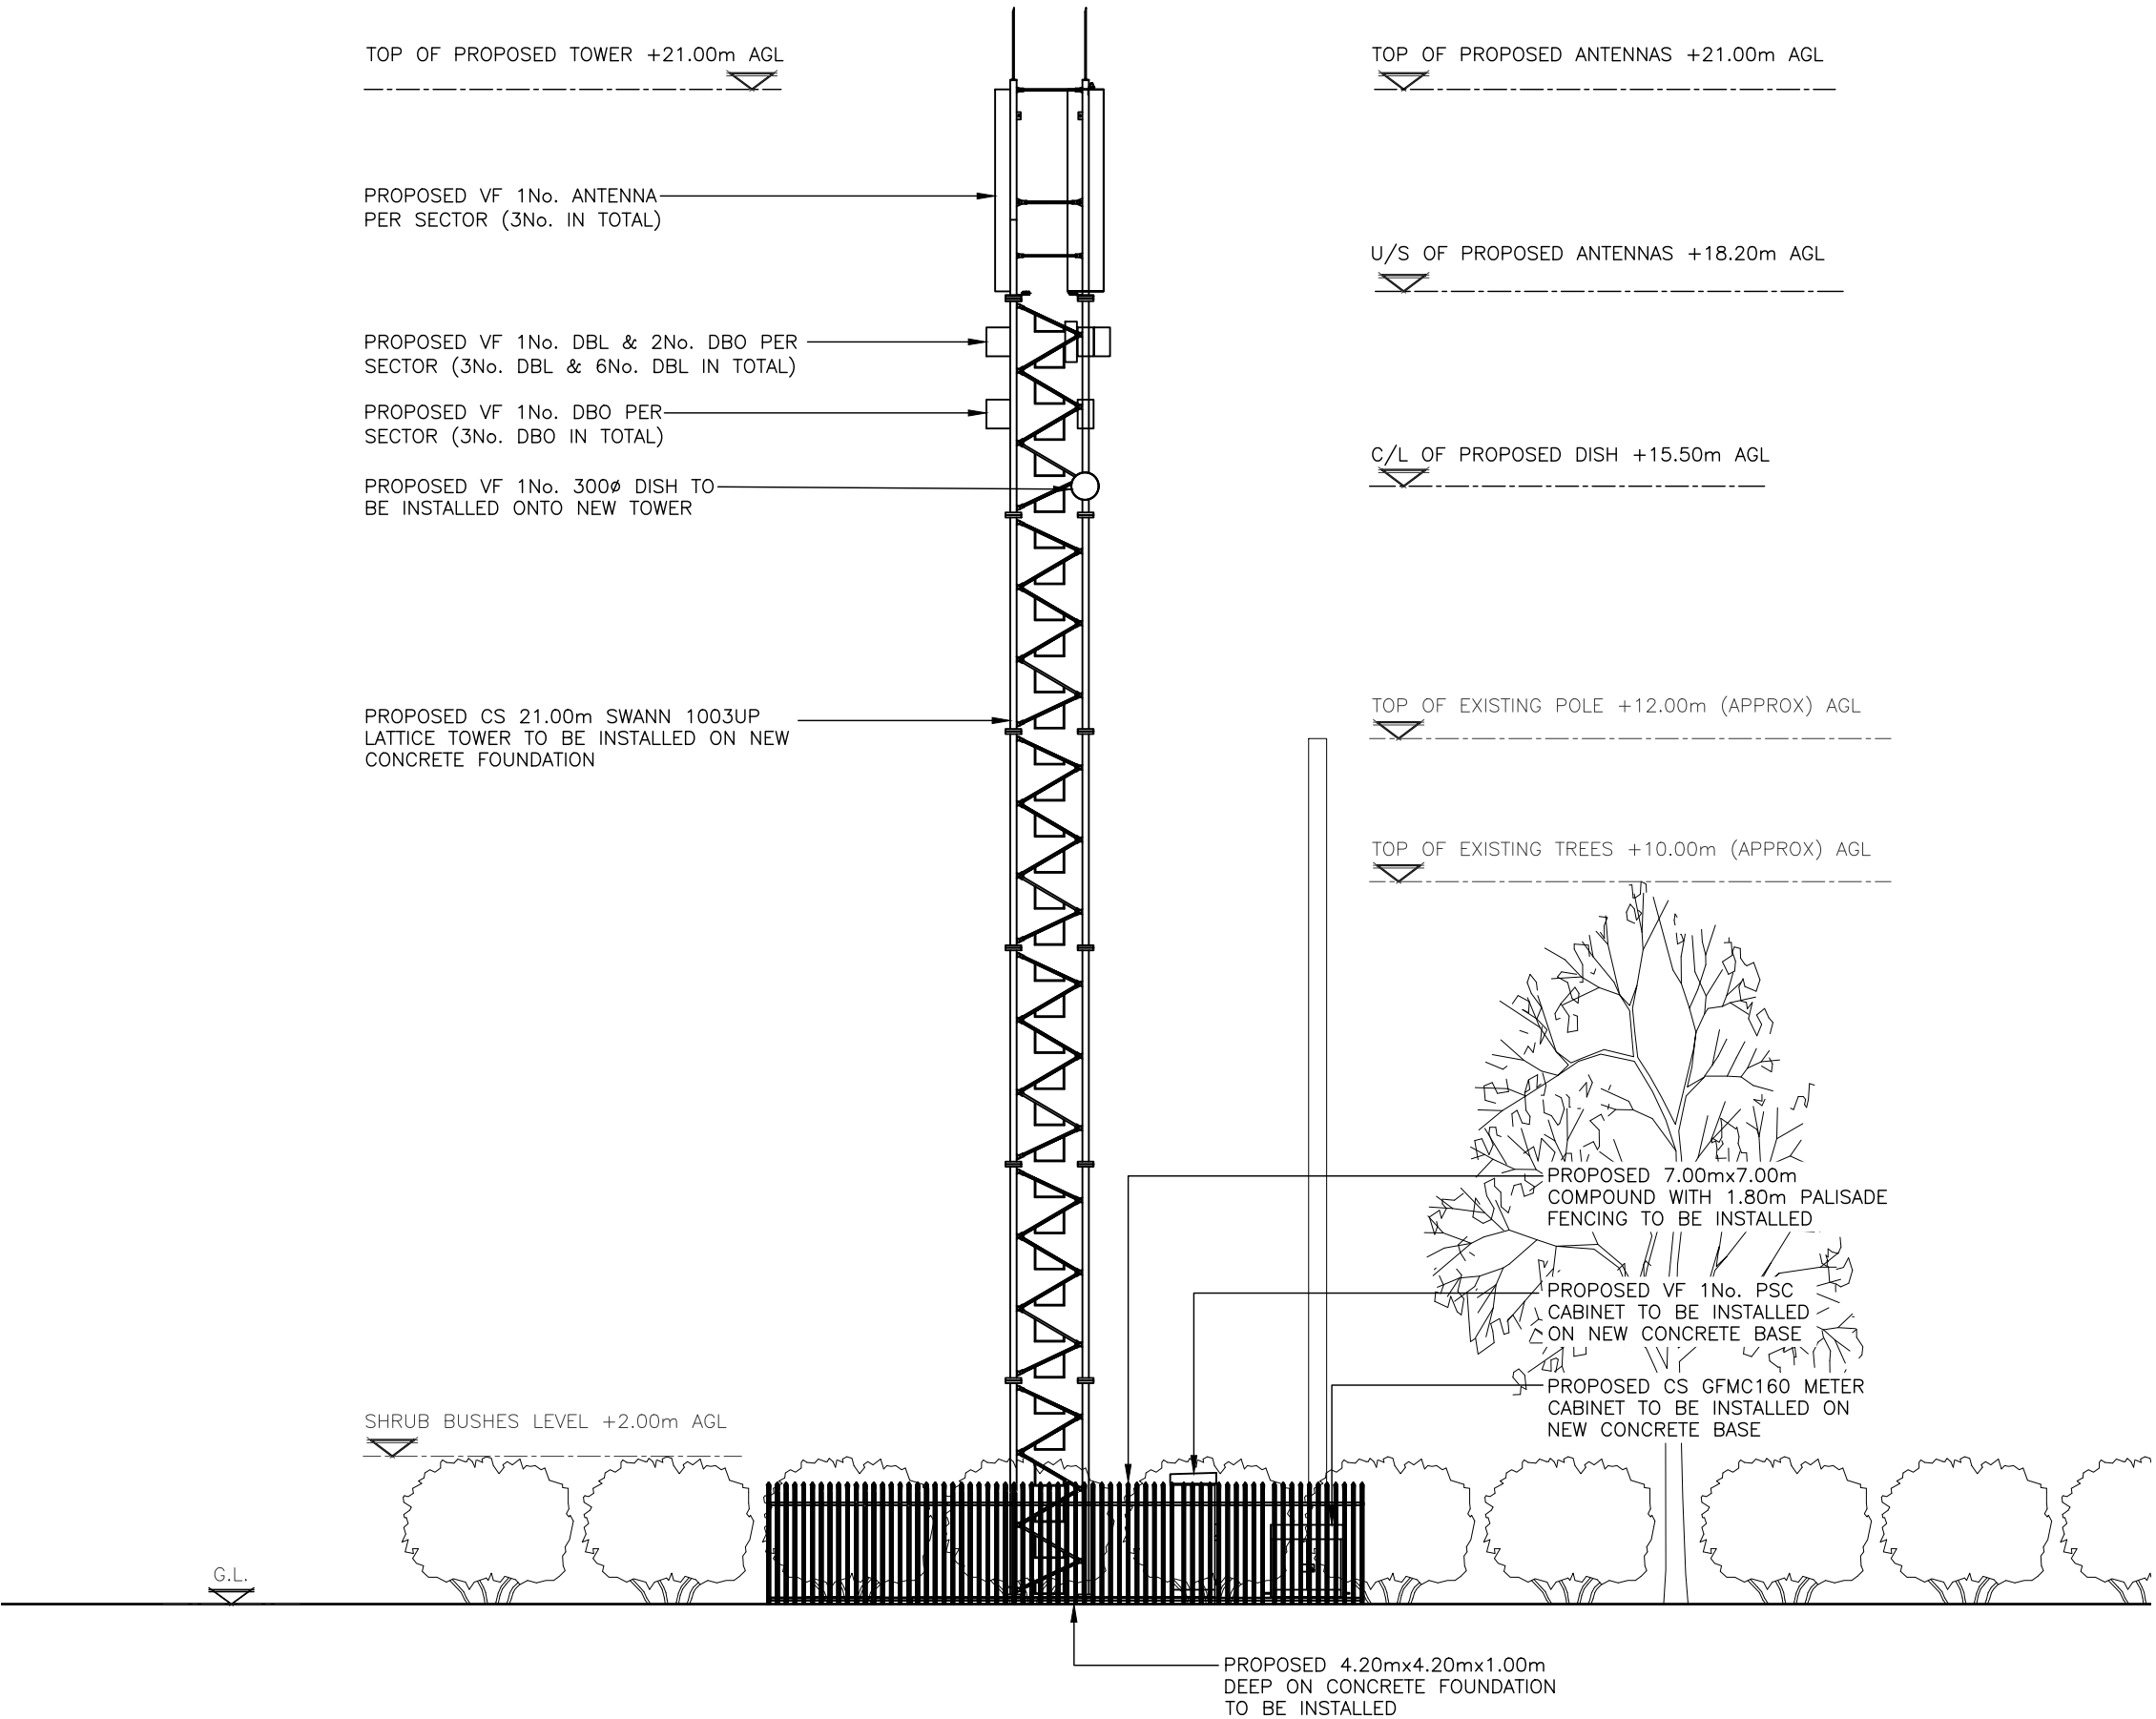 TOP OF PROPOSED TOWER +21.00m AGL
TOP OF PROPOSED ANTENNAS +21.00m AGL
PROPOSED VF 1No. ANTENNA
PER SECTOR (3No. IN TOTAL)
U/S OF PROPOSED ANTENNAS +18.20m AGL
PROPOSED VF 1No. DBL & 2No. DBO PER
SECTOR (3No. DBL & 6No. DBL IN TOTAL)
PROPOSED VF 1No. DBO PER
SECTOR (3No. DBO IN TOTAL)
C/L OF PROPOSED DISH +15.50m AGL
PROPOSED VF 1No. 300ø DISH TO
BE INSTALLED ONTO NEW TOWER
PROPOSED CS 21.00m SWANN 1003UP
LATTICE TOWER TO BE INSTALLED ON NEW
CONCRETE FOUNDATION
TOP OF EXISTING POLE +12.00m (APPROX) AGL
TOP OF EXISTING TREES +10.00m (APPROX) AGL
PROPOSED 7.00mx7.00m
COMPOUND WITH 1.80m PALISADE
FENCING TO BE INSTALLED
PROPOSED VF 1No. PSC
CABINET TO BE INSTALLED
ON NEW CONCRETE BASE
PROPOSED CS GFMC160 METER
CABINET TO BE INSTALLED ON
NEW CONCRETE BASE
SHRUB BUSHES LEVEL +2.00m AGL
G.L.
PROPOSED 4.20mx4.20mx1.00m
DEEP ON CONCRETE FOUNDATION
TO BE INSTALLED